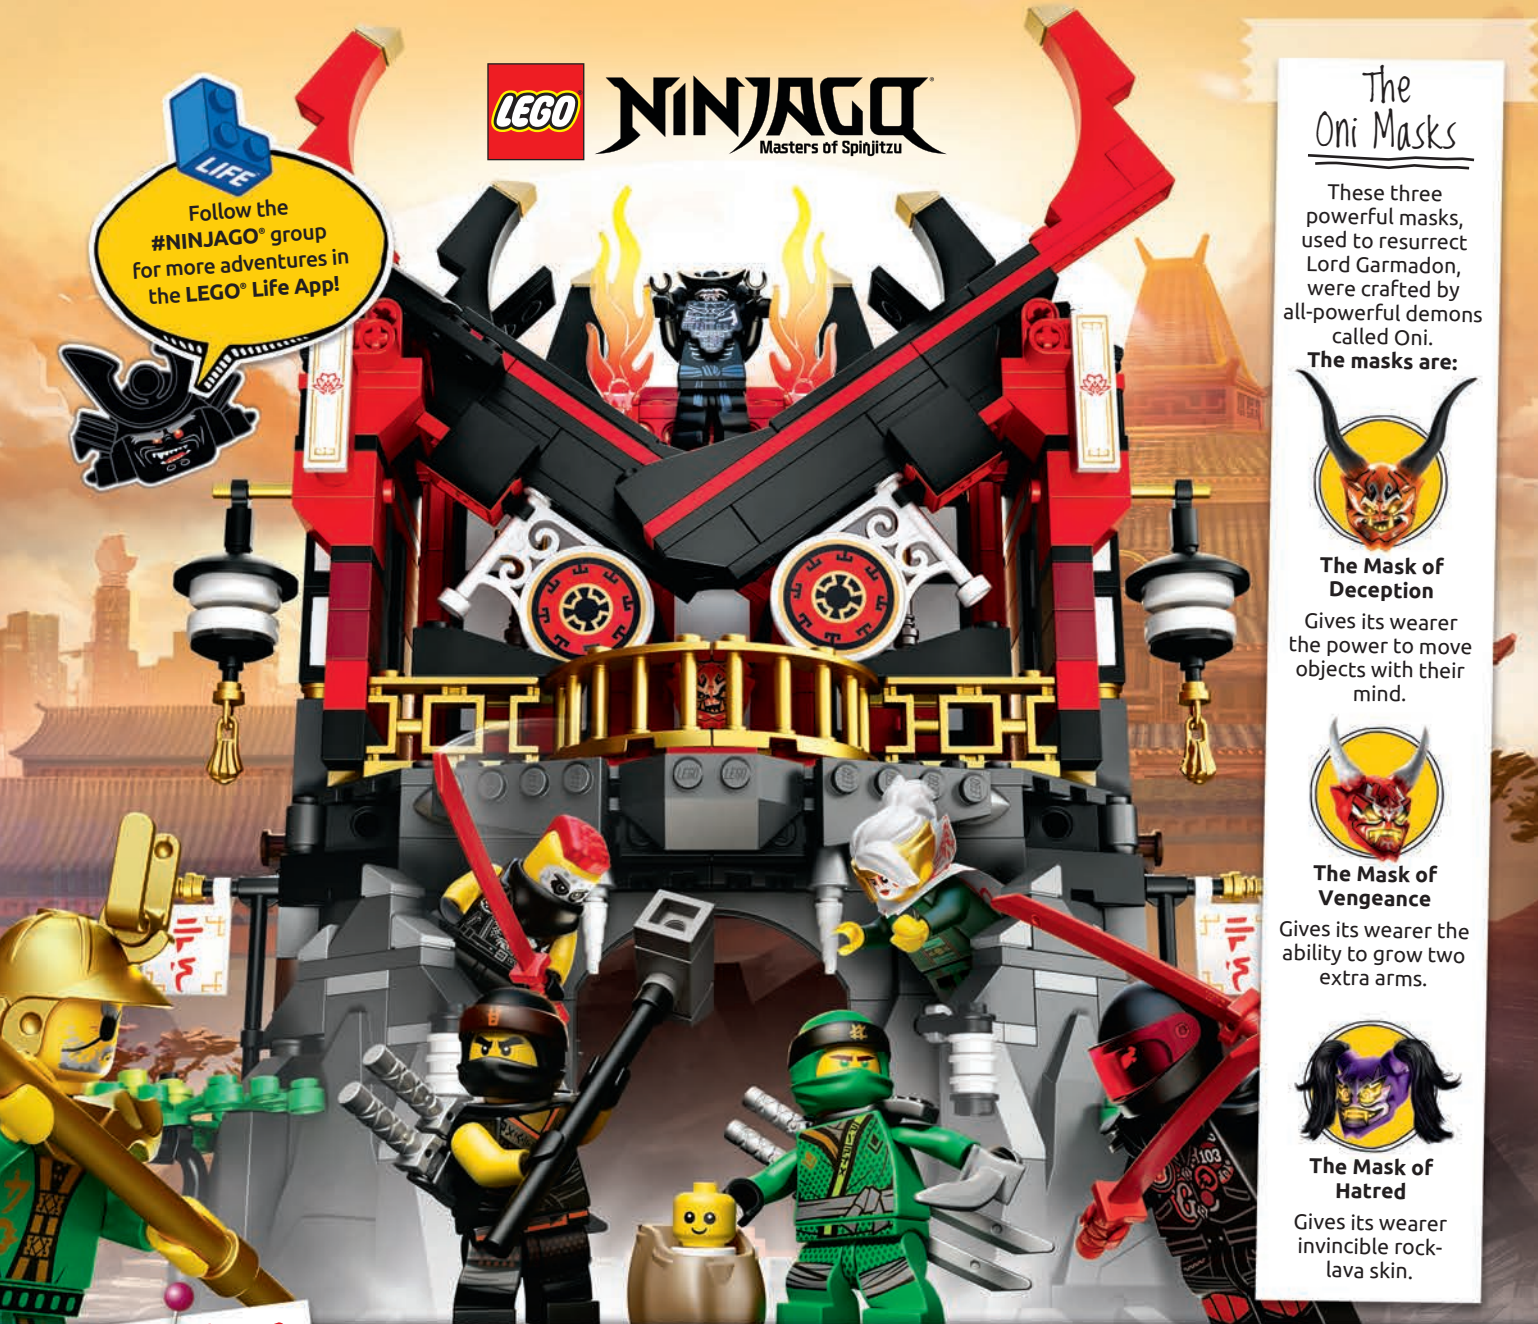 LEGO
NINJAGO
Masters of Spinjitzu
LIFE
Follow the
#NINJAGO® group
for more adventures in
the LEGO® Life App!
The
Oni Masks
These three
powerful masks,
used to resurrect
Lord Garmadon,
were crafted by
all-powerful demons
called Oni.
The masks are:
The Mask of
Deception
Gives its wearer
the power to move
objects with their
mind.
The Mask of
Vengeance
Gives its wearer the
ability to grow two
extra arms.
The Mask of
Hatred
Gives its wearer
invincible rock-
lava skin.
LEGO LEGO
103